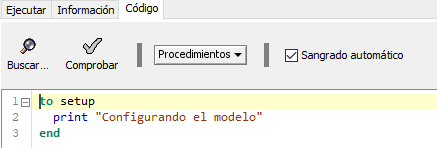 Ejecutar Información Código
Buscar... Comprobar Procedimientos Sangrado automático
1 to setup
2 print "Configurando el modelo"
3 end